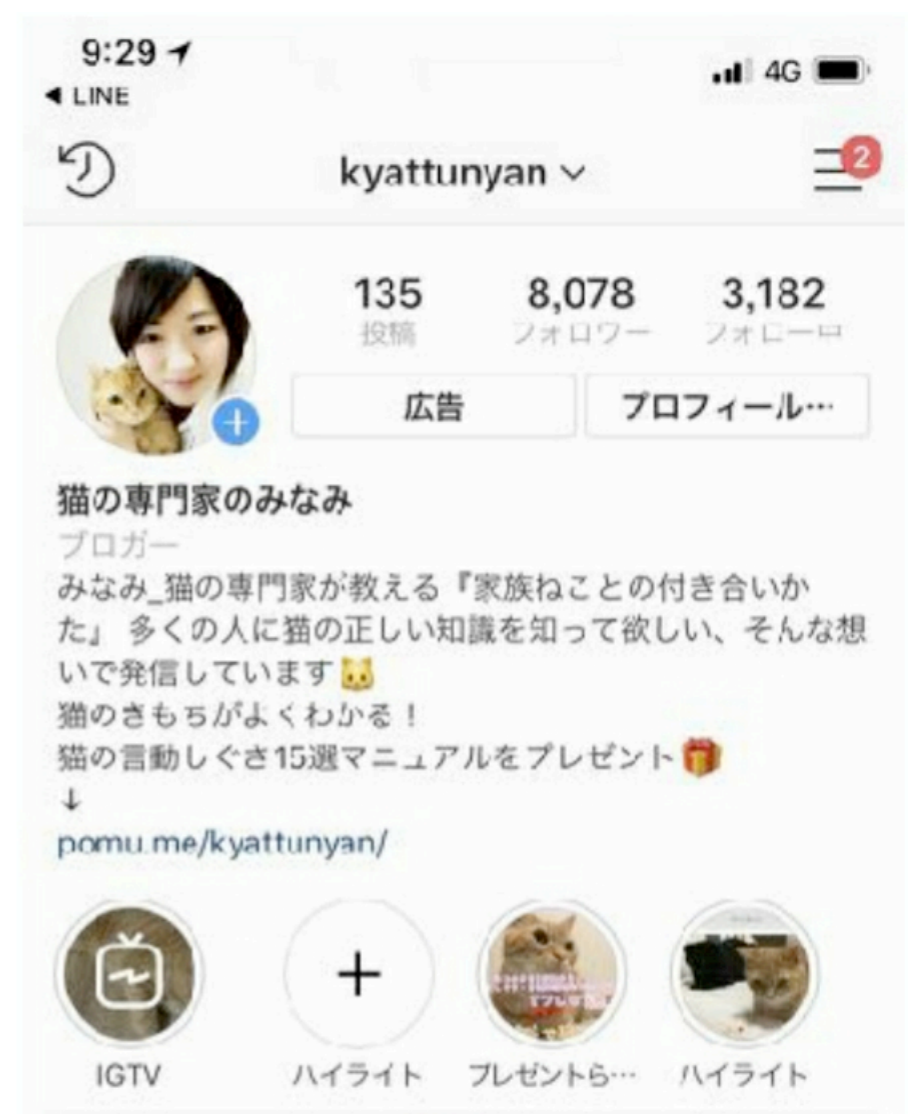 9:29
4G
LINE
kyattunyan
2
135
8,078
3,182
投稿
フォロワー
フォロー中
広告
プロフィール…
猫の専門家のみなみ
ブロガー
みなみ_猫の専門家が教える『家族ねことの付き合いか
た』 多くの人に猫の正しい知識を知って欲しい、そんな想
いで発信しています🐱
猫のきもちがよくわかる！
猫の言動しぐさ15選マニュアルをプレゼント🎁
↓
pomu.me/kyattunyan/
IGTV
ハイライト
プレゼントら…
ハイライト